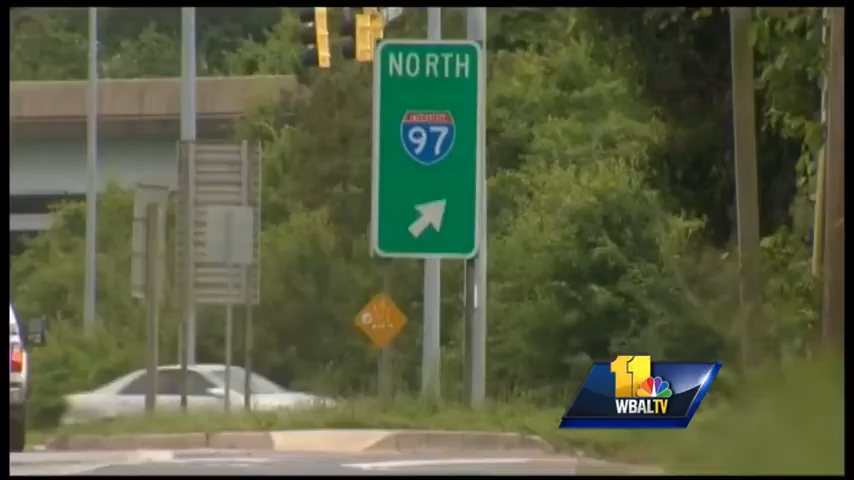 NORTH
INTERSTATE
97
11
WBALTV